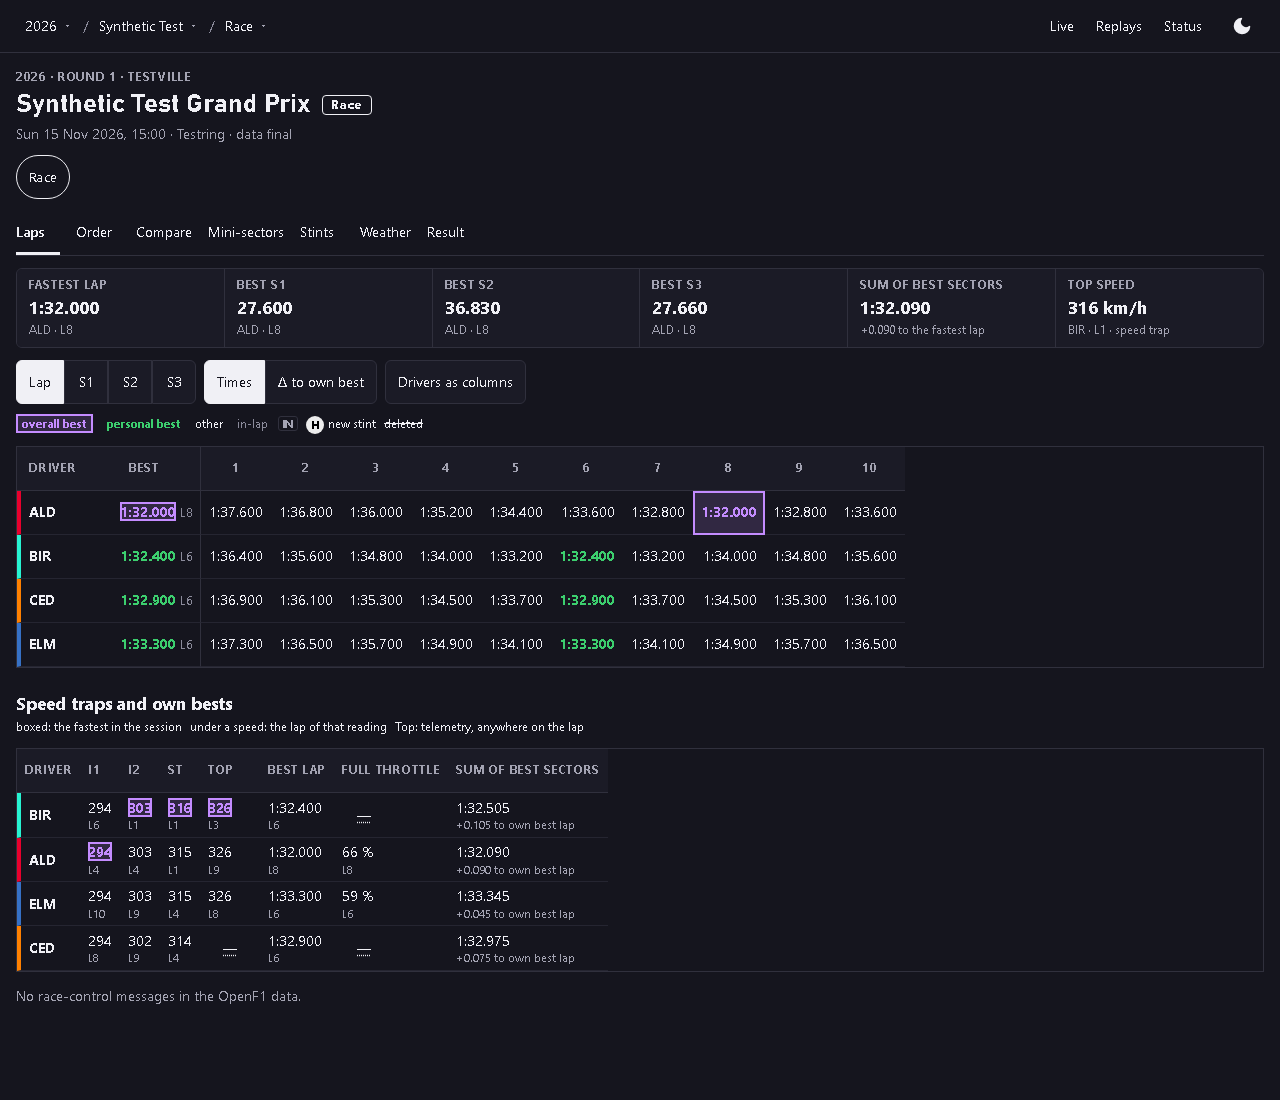 2026 / Synthetic Test / Race Live Replays Status
2026 · ROUND 1 · TESTVILLE
Synthetic Test Grand Prix Race
Sun 15 Nov 2026, 15:00 · Testring · data final
Race
Laps Order Compare Mini-sectors Stints Weather Result
FASTEST LAP BEST S1 BEST S2 BEST S3 SUM OF BEST SECTORS TOP SPEED
1:32.000 27.600 36.830 27.660 1:32.090 316 km/h
ALD · L8 ALD · L8 ALD · L8 ALD · L8 +0.090 to the fastest lap BIR · L1 · speed trap
Lap S1 S2 S3 Times Δ to own best Drivers as columns
overall best personal best other in-lap IN H new stint deleted
DRIVER BEST 1 2 3 4 5 6 7 8 9 10
ALD 1:32.000 L8 1:37.600 1:36.800 1:36.000 1:35.200 1:34.400 1:33.600 1:32.800 1:32.000 1:32.800 1:33.600
BIR 1:32.400 L6 1:36.400 1:35.600 1:34.800 1:34.000 1:33.200 1:32.400 1:33.200 1:34.000 1:34.800 1:35.600
CED 1:32.900 L6 1:36.900 1:36.100 1:35.300 1:34.500 1:33.700 1:32.900 1:33.700 1:34.500 1:35.300 1:36.100
ELM 1:33.300 L6 1:37.300 1:36.500 1:35.700 1:34.900 1:34.100 1:33.300 1:34.100 1:34.900 1:35.700 1:36.500
Speed traps and own bests
boxed: the fastest in the session under a speed: the lap of that reading Top: telemetry, anywhere on the lap
DRIVER I1 I2 ST TOP BEST LAP FULL THROTTLE SUM OF BEST SECTORS
BIR 294 303 316 326 1:32.400 — 1:32.505
L6 L1 L1 L3 L6 +0.105 to own best lap
ALD 294 303 315 326 1:32.000 66 % 1:32.090
L4 L4 L1 L9 L8 L8 +0.090 to own best lap
ELM 294 303 315 326 1:33.300 59 % 1:33.345
L10 L9 L4 L8 L6 L6 +0.045 to own best lap
CED 294 302 314 — 1:32.900 — 1:32.975
L8 L9 L4 L6 +0.075 to own best lap
No race-control messages in the OpenF1 data.